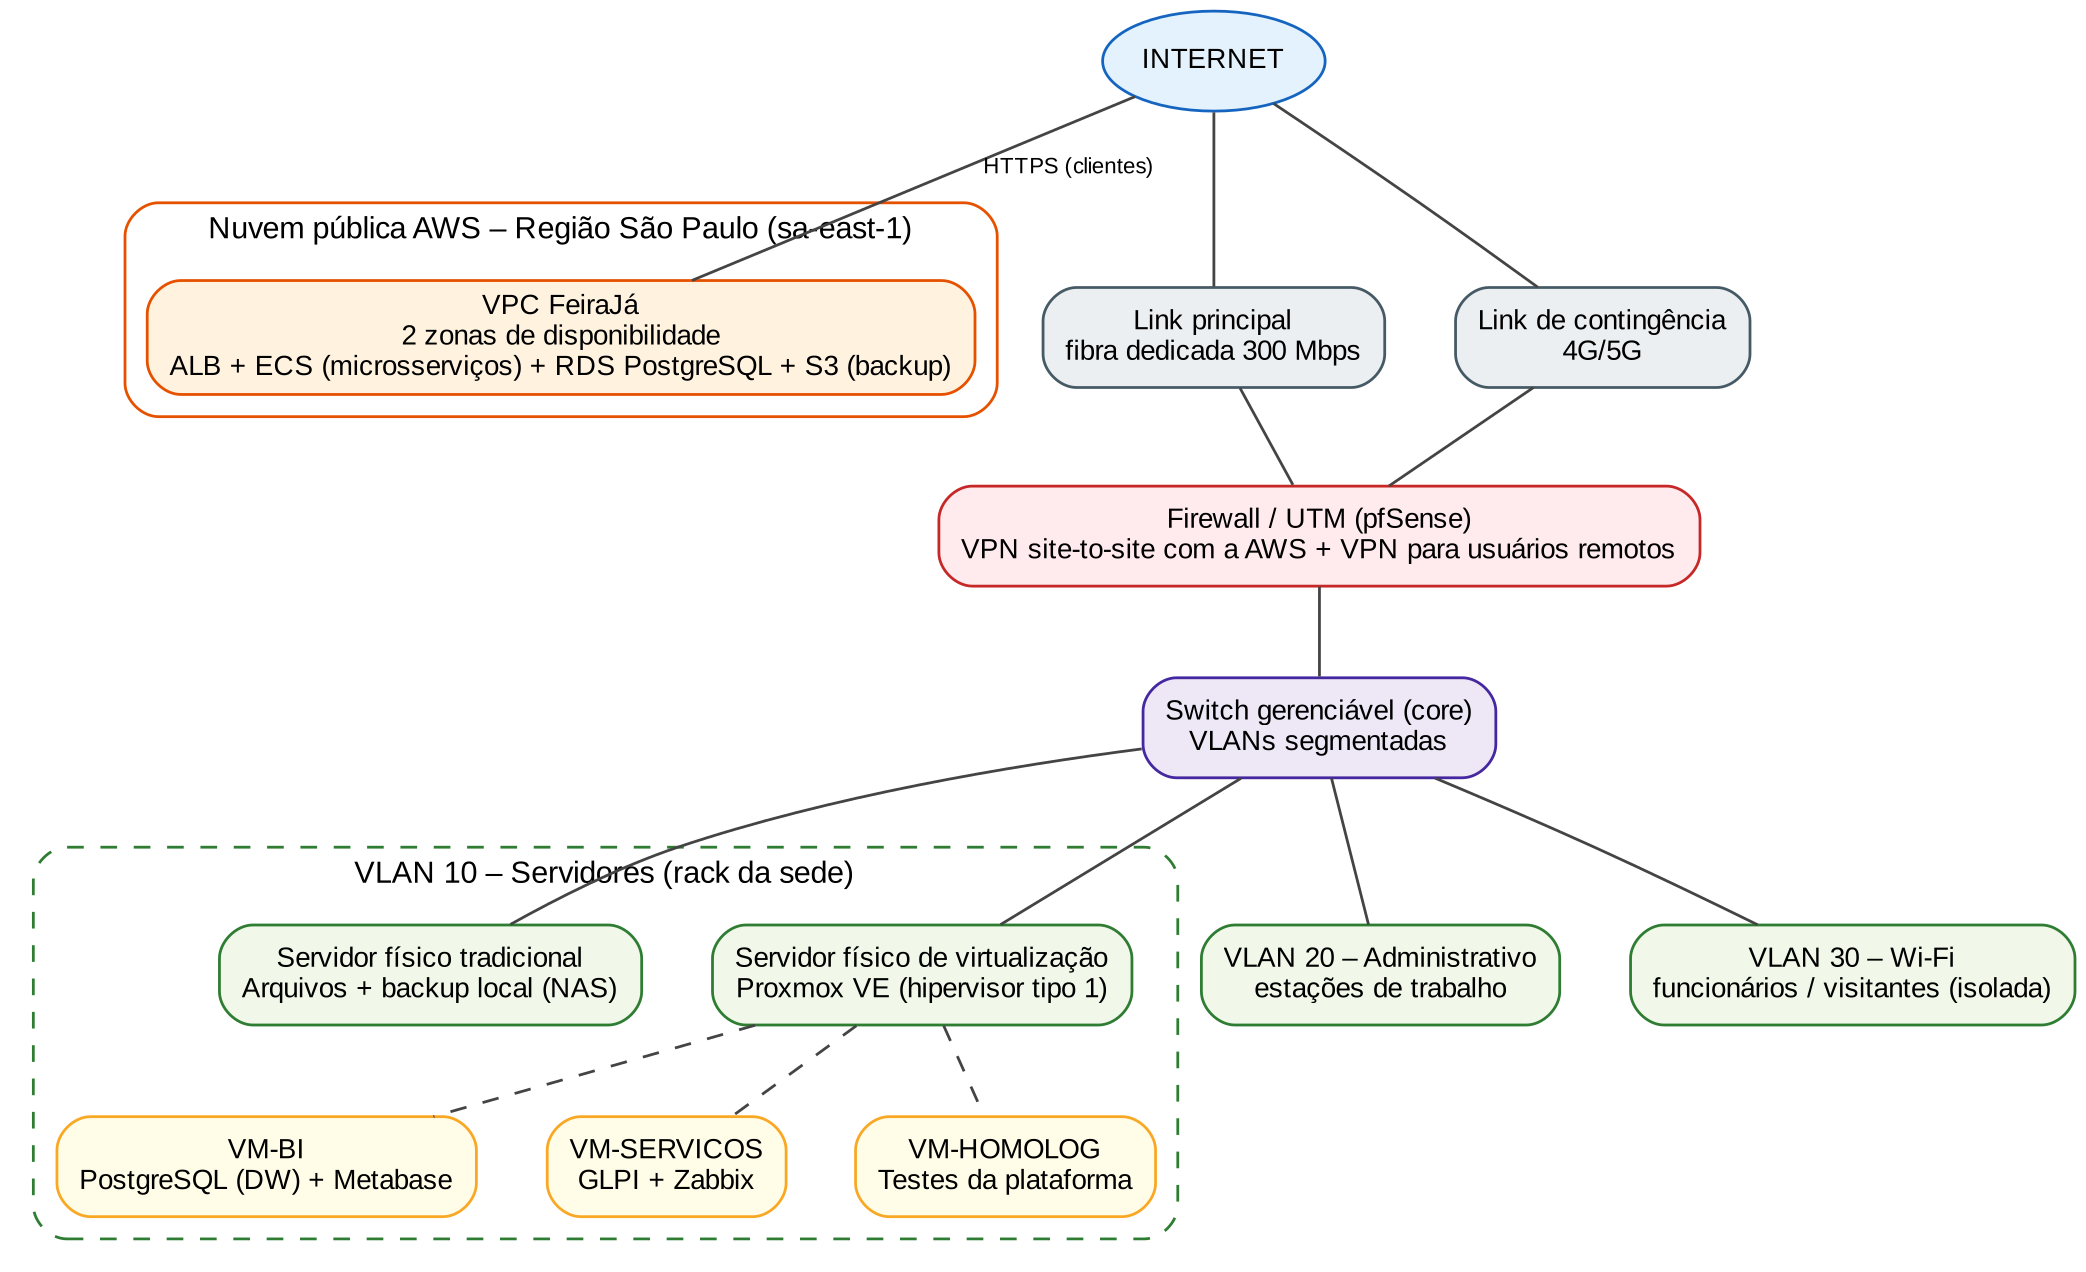 INTERNET
HTTPS (clientes)
Nuvem pública AWS – Região São Paulo (sa-east-1)
VPC FeiraJá
2 zonas de disponibilidade
ALB + ECS (microsserviços) + RDS PostgreSQL + S3 (backup)
Link principal
fibra dedicada 300 Mbps
Link de contingência
4G/5G
Firewall / UTM (pfSense)
VPN site-to-site com a AWS + VPN para usuários remotos
Switch gerenciável (core)
VLANs segmentadas
VLAN 10 – Servidores (rack da sede)
Servidor físico tradicional
Arquivos + backup local (NAS)
Servidor físico de virtualização
Proxmox VE (hipervisor tipo 1)
VLAN 20 – Administrativo
estações de trabalho
VLAN 30 – Wi-Fi
funcionários / visitantes (isolada)
VM-BI
PostgreSQL (DW) + Metabase
VM-SERVICOS
GLPI + Zabbix
VM-HOMOLOG
Testes da plataforma